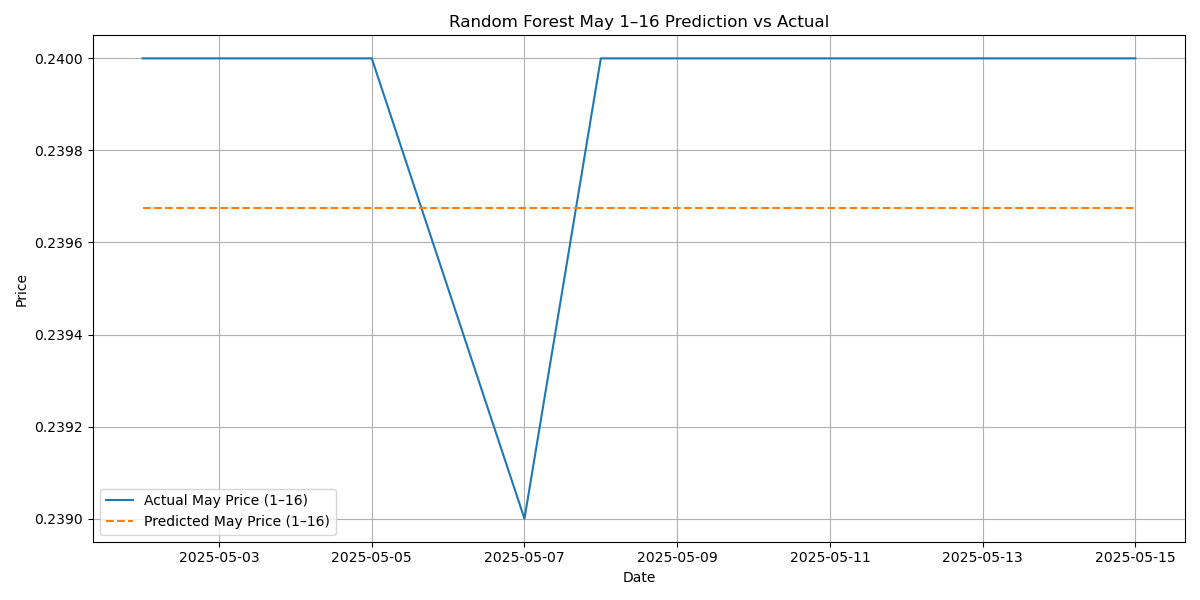 Random Forest May 1–16 Prediction vs Actual
0.2400
0.2398
0.2396
0.2394
0.2392
0.2390
Price
Actual May Price (1–16)
Predicted May Price (1–16)
2025-05-03
2025-05-05
2025-05-07
2025-05-09
2025-05-11
2025-05-13
2025-05-15
Date